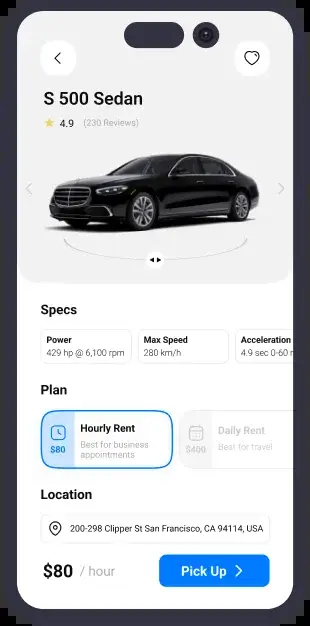 S 500 Sedan
4.9 (230 Reviews)
Specs
Power Max Speed Acceleration
429 hp @ 6,100 rpm 280 km/h 4.9 sec 0-60
Plan
Hourly Rent
Best for business
appointments
$80
Daily Rent
Best for travel
$400
Location
200-298 Clipper St San Francisco, CA 94114, USA
$80 / hour Pick Up